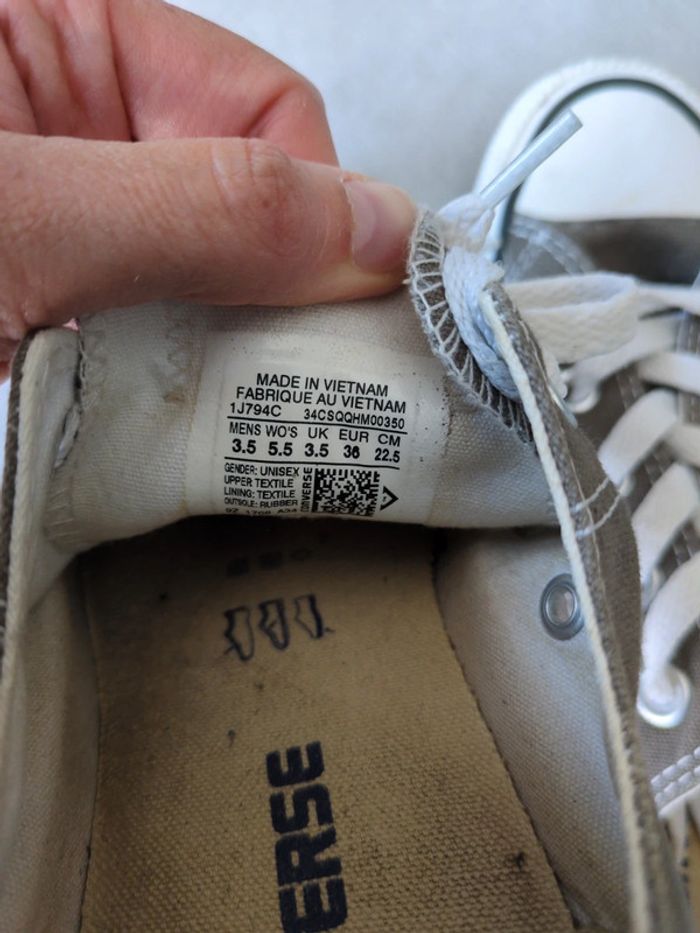 MADE IN VIETNAM
FABRIQUE AU VIETNAM
1J794C 34CSQQHM00350
MENS WO'S UK EUR CM
3.5 5.5 3.5 36 22.5
GENDER: UNISEX
UPPER: TEXTILE
LINING: TEXTILE
OUTSOLE: RUBBER
CONVERSE
ERSE